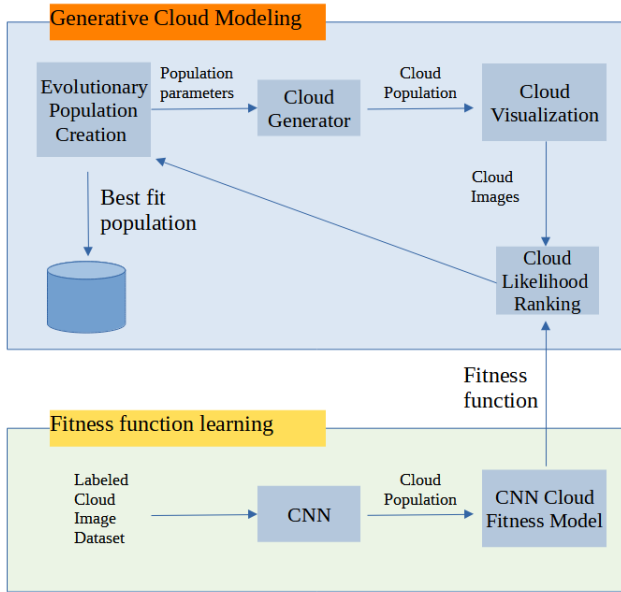 Generative Cloud Modeling
Evolutionary
Population
Creation
Population
parameters
Cloud
Generator
Cloud
Population
Cloud
Visualization
Cloud
Images
Best fit
population
Cloud
Likelihood
Ranking
Fitness
function
Fitness function learning
Labeled
Cloud
Image
Dataset
CNN
Cloud
Population
CNN Cloud
Fitness Model